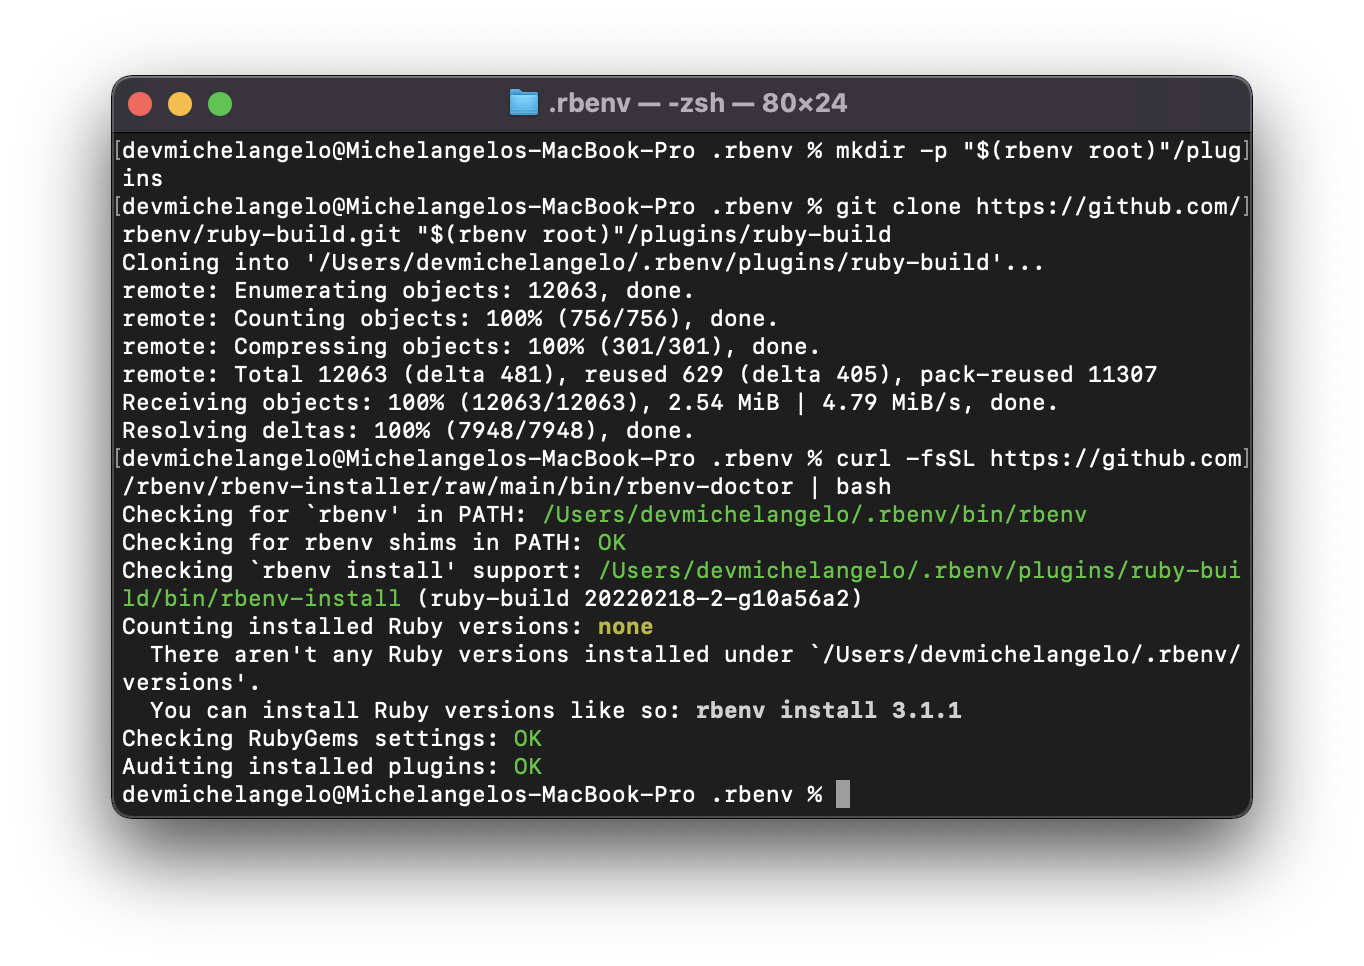 .rbenv — -zsh — 80×24
[devmichelangelo@Michelangelos-MacBook-Pro .rbenv % mkdir -p "$(rbenv root)"/plug]
ins
[devmichelangelo@Michelangelos-MacBook-Pro .rbenv % git clone https://github.com/]
rbenv/ruby-build.git "$(rbenv root)"/plugins/ruby-build
Cloning into '/Users/devmichelangelo/.rbenv/plugins/ruby-build'...
remote: Enumerating objects: 12063, done.
remote: Counting objects: 100% (756/756), done.
remote: Compressing objects: 100% (301/301), done.
remote: Total 12063 (delta 481), reused 629 (delta 405), pack-reused 11307
Receiving objects: 100% (12063/12063), 2.54 MiB | 4.79 MiB/s, done.
Resolving deltas: 100% (7948/7948), done.
[devmichelangelo@Michelangelos-MacBook-Pro .rbenv % curl -fsSL https://github.com]
/rbenv/rbenv-installer/raw/main/bin/rbenv-doctor | bash
Checking for `rbenv' in PATH: /Users/devmichelangelo/.rbenv/bin/rbenv
Checking for rbenv shims in PATH: OK
Checking `rbenv install' support: /Users/devmichelangelo/.rbenv/plugins/ruby-bui
ld/bin/rbenv-install (ruby-build 20220218-2-g10a56a2)
Counting installed Ruby versions: none
  There aren't any Ruby versions installed under `/Users/devmichelangelo/.rbenv/
versions'.
  You can install Ruby versions like so: rbenv install 3.1.1
Checking RubyGems settings: OK
Auditing installed plugins: OK
devmichelangelo@Michelangelos-MacBook-Pro .rbenv %